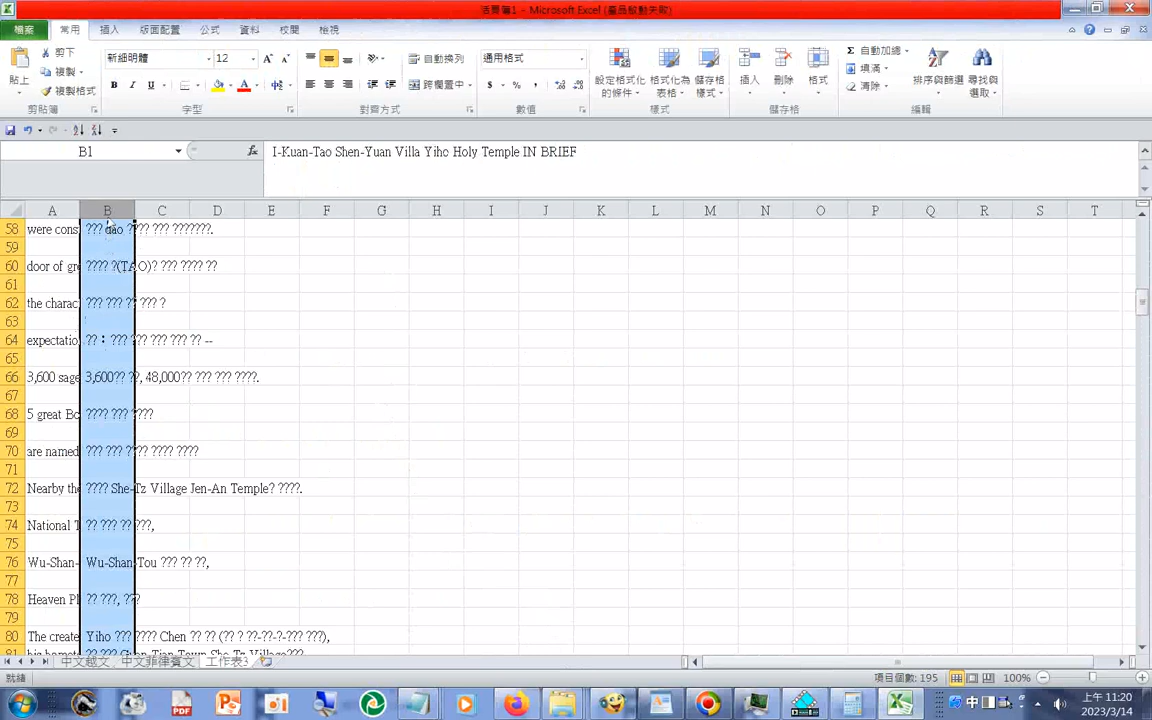 活頁簿1 - Microsoft Excel (產品啟動失敗)
檔案 常用 插入 版面配置 公式 資料 校閱 檢視
貼上 剪下 複製 複製格式 剪貼簿
新細明體 12 字型
自動換列 跨欄置中 對齊方式
通用格式 數值
設定格式化的條件 格式化為表格 儲存格樣式 樣式
插入 刪除 格式 儲存格
自動加總 填滿 清除 排序與篩選 尋找與選取 編輯
B1 fx I-Kuan-Tao Shen-Yuan Villa Yiho Holy Temple IN BRIEF
A B C D E F G H I J K L M N O P Q R S T
58 were cons ??? dao ???? ??? ???????.
59
60 door of gre ???? ?(TAO)? ??? ???? ??
61
62 the charac ??? ??? ?? ??? ?
63
64 expectation ?? : ??? ??? ??? ??? ?? --
65
66 3,600 sage 3,600?? ??, 48,000?? ??? ??? ????.
67
68 5 great Bo ???? ??? ????
69
70 are named ??? ??? ???? ???? ????
71
72 Nearby the ???? She-Tz Village Jen-An Temple? ????.
73
74 National T ?? ??? ?? ???,
75
76 Wu-Shan- Wu-Shan-Tou ??? ?? ??,
77
78 Heaven Pl ?? ???, ???
79
80 The create Yiho ??? ???? Chen ?? ?? (?? ? ??-??-?-??? ???),
81
中文越文 中文菲律賓文 工作表3
就緒 項目個數: 195 100%
中 上午 11:20
2023/3/14